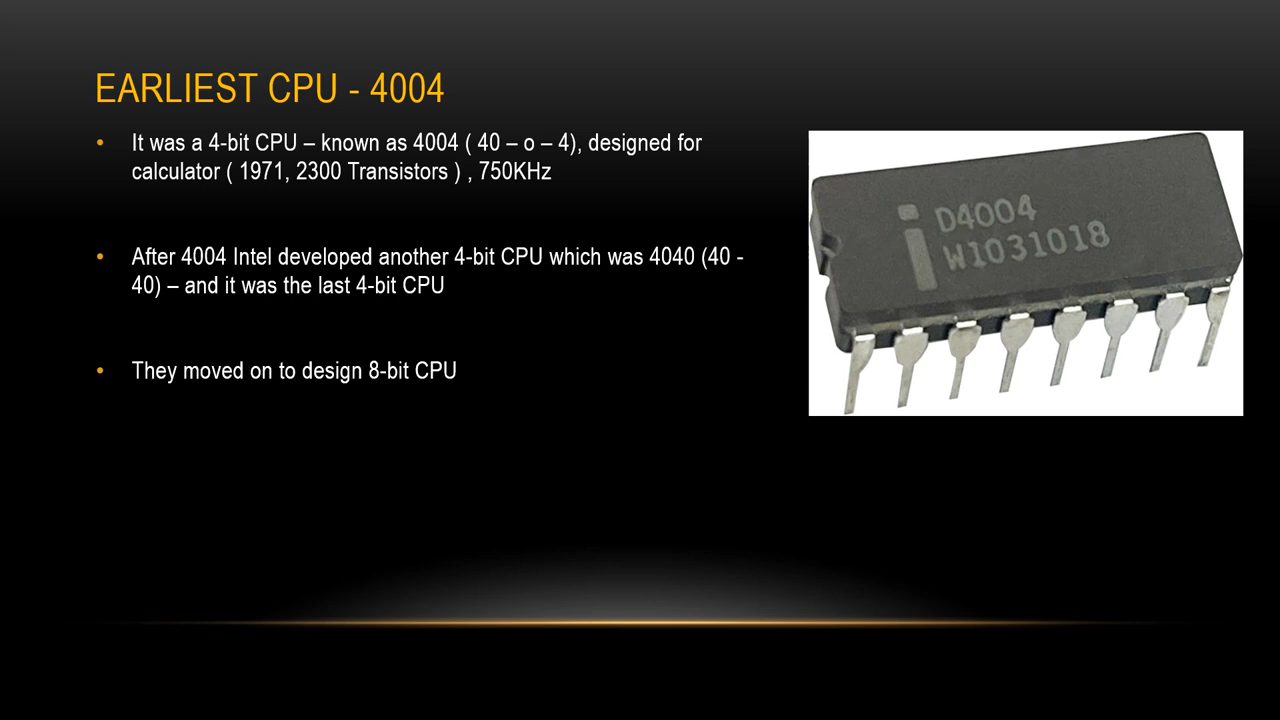 EARLIEST CPU - 4004
• It was a 4-bit CPU – known as 4004 ( 40 – o – 4), designed for
calculator ( 1971, 2300 Transistors ) , 750KHz
• After 4004 Intel developed another 4-bit CPU which was 4040 (40 -
40) – and it was the last 4-bit CPU
• They moved on to design 8-bit CPU
i D4004
W1031018